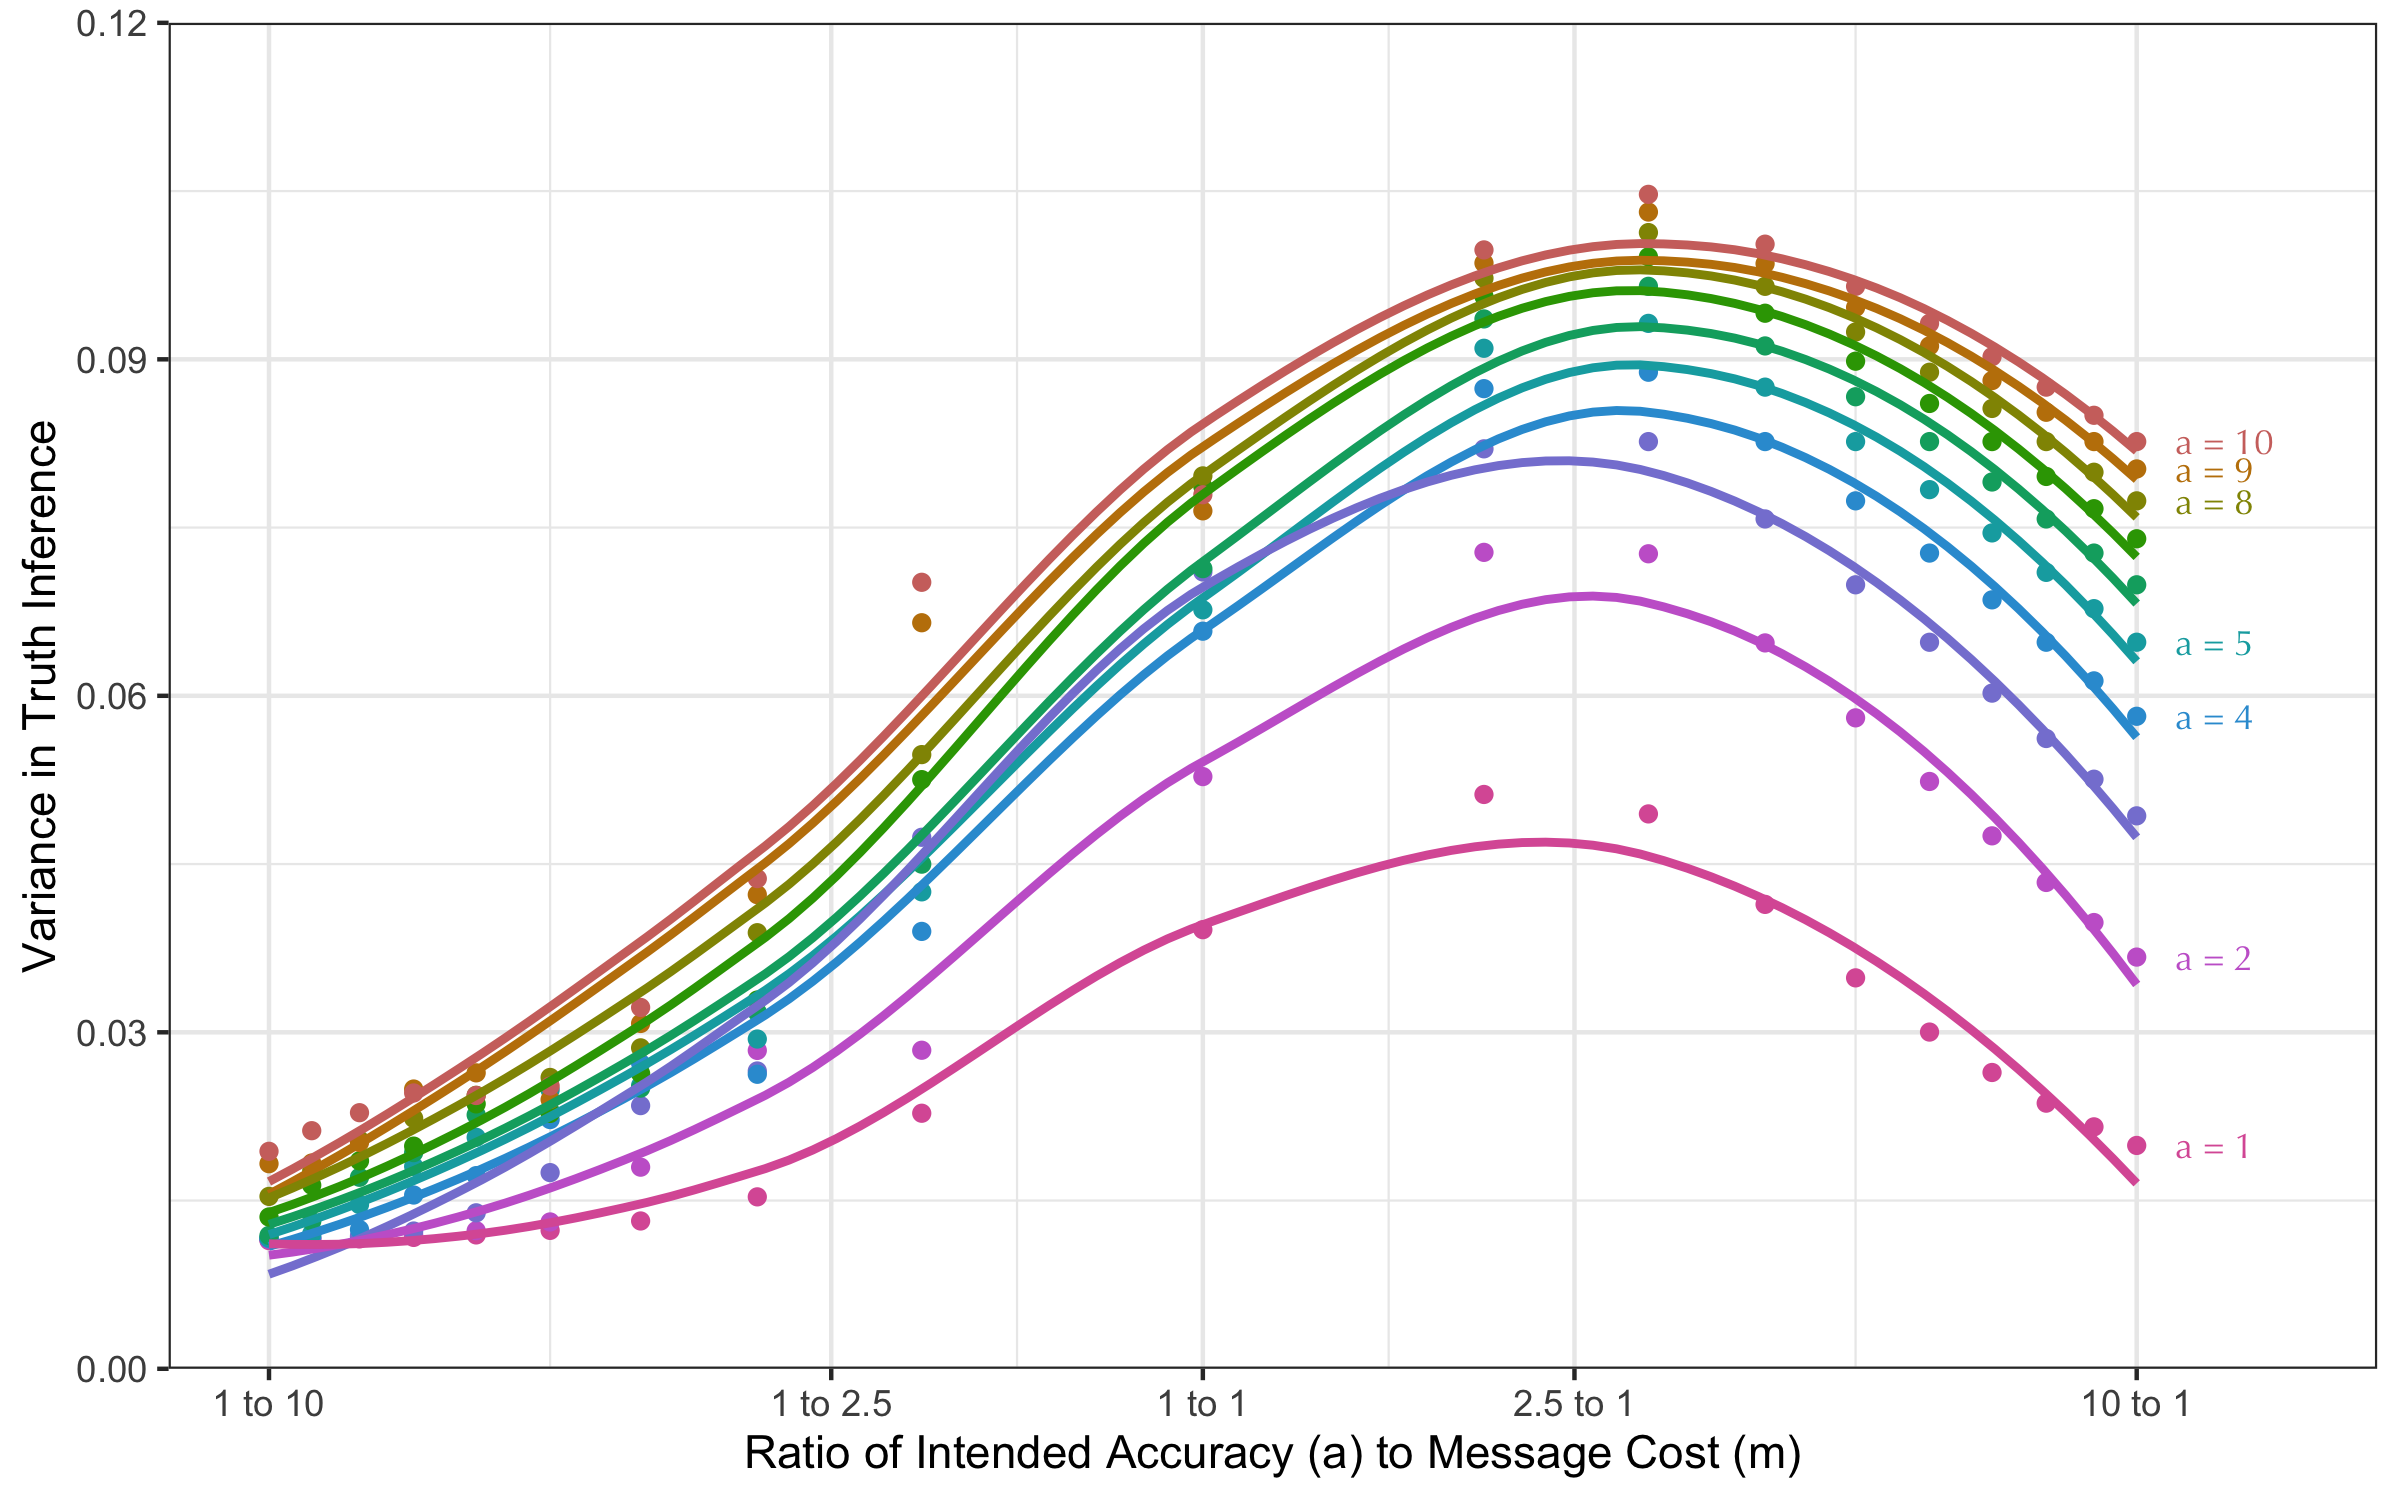 0.12
0.09
0.06
0.03
0.00
Variance in Truth Inference
a = 10
a = 9
a = 8
a = 5
a = 4
a = 2
a = 1
1 to 10
1 to 2.5
1 to 1
2.5 to 1
10 to 1
Ratio of Intended Accuracy (a) to Message Cost (m)